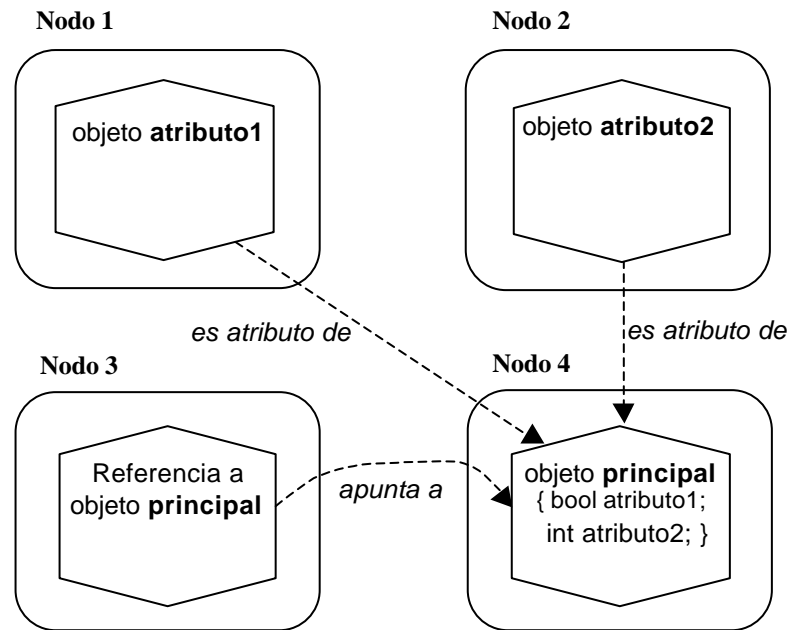 Nodo 1
objeto atributo1
Nodo 2
objeto atributo2
es atributo de
es atributo de
Nodo 3
Referencia a
objeto principal
apunta a
Nodo 4
objeto principal
{ bool atributo1;
int atributo2; }